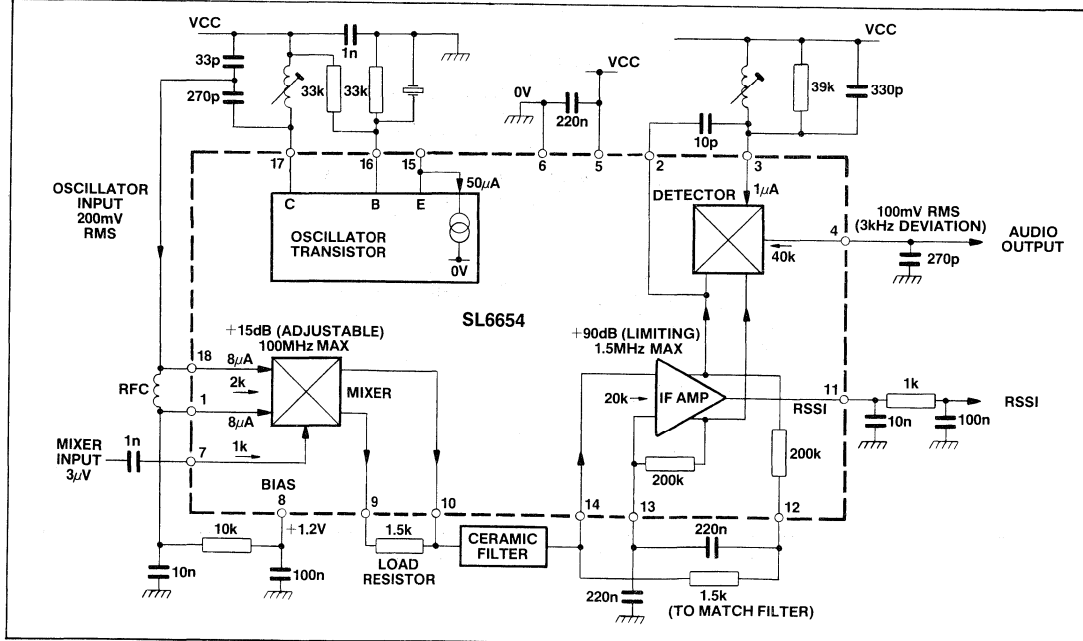 VCC
33p
270p
1n
33k
33k
VCC
0V
220n
VCC
39k
330p
10p
17
16
15
6
5
2
3
OSCILLATOR
INPUT
200mV
RMS
C
B
E
50µA
OSCILLATOR
TRANSISTOR
0V
DETECTOR
1µA
100mV RMS
(3kHz DEVIATION)
4
40k
AUDIO
OUTPUT
270p
SL6654
+15dB (ADJUSTABLE)
100MHz MAX
+90dB (LIMITING)
1.5MHz MAX
18
8µA
RFC
2k
MIXER
1
8µA
20k
IF AMP
RSSI
11
1k
RSSI
10n
100n
1n
MIXER
INPUT
3µV
7
1k
200k
200k
BIAS
8
9
10
14
13
12
10k
+1.2V
1.5k
LOAD
RESISTOR
CERAMIC
FILTER
220n
10n
100n
220n
1.5k
(TO MATCH FILTER)